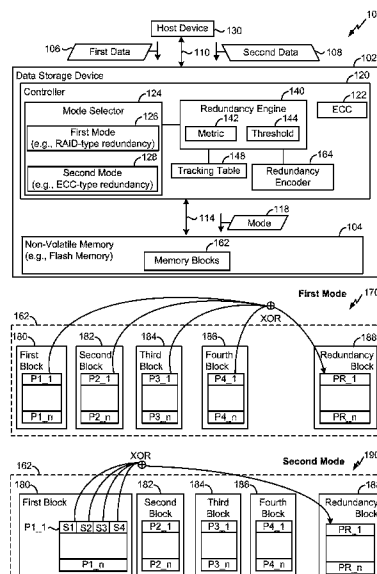 100
Host Device
130
106
First Data
110
Second Data
108
102
Data Storage Device
120
Controller
124
140
122
Mode Selector
Redundancy Engine
ECC
126
142
144
First Mode
(e.g., RAID-type redundancy)
Metric
Threshold
128
148
164
Second Mode
(e.g., ECC-type redundancy)
Tracking Table
Redundancy
Encoder
118
114
Mode
104
Non-Volatile Memory
(e.g., Flash Memory)
162
Memory Blocks
First Mode
170
XOR
162
180
182
184
186
188
First
Block
Second
Block
Third
Block
Fourth
Block
Redundancy
Block
P1_1
P2_1
P3_1
P4_1
PR_1
P1_n
P2_n
P3_n
P4_n
PR_n
XOR
Second Mode
190
162
180
182
184
186
188
First Block
Second
Block
Third
Block
Fourth
Block
Redundancy
Block
P1_1
S1
S2
S3
S4
P2_1
P3_1
P4_1
PR_1
P1_n
P2_n
P3_n
P4_n
PR_n